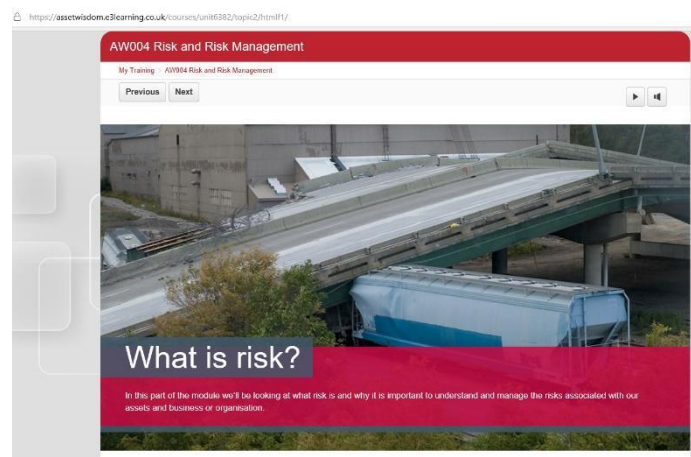 https://assetwisdom.e3learning.co.uk/courses/unit6382/topic2/html1/
AW004 Risk and Risk Management
My Training > AW004 Risk and Risk Management
Previous Next
What is risk?
In this part of the module we'll be looking at what risk is and why it is important to understand and manage the risks associated with our
assets and business or organisation.